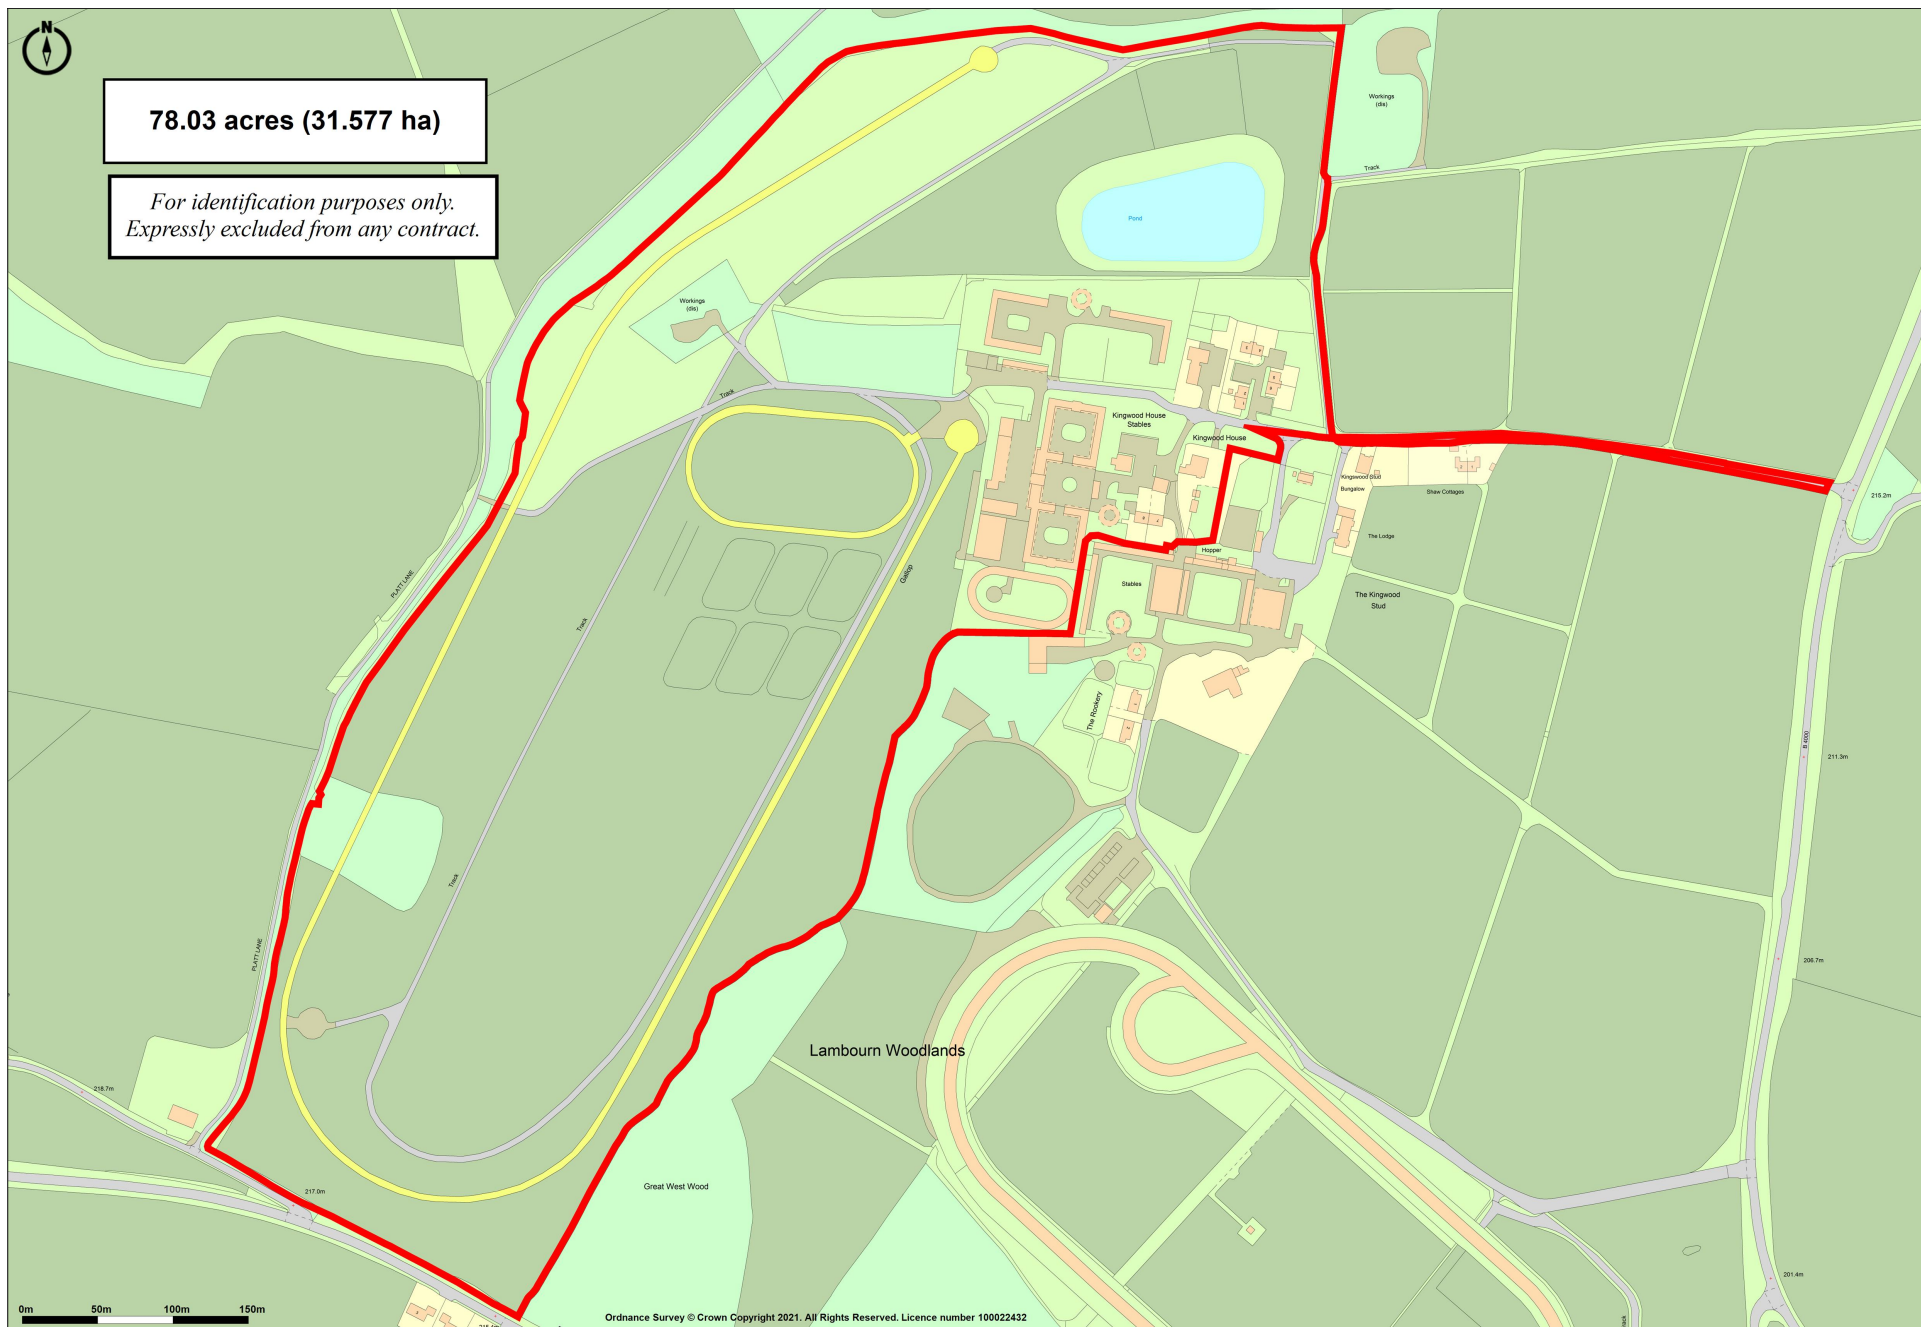 N
78.03 acres (31.577 ha)
For identification purposes only.
Expressly excluded from any contract.
Workings
(dis)
Track
Pond
Workings
(dis)
Track
Kingwood House
Stables
Kingwood House
Kingswood Stud
Bungalow
Shaw Cottages
215.2m
The Lodge
Hopper
Stables
The Kingwood
Stud
PLATT LANE
Gallop
Track
The Rookery
B 4000
211.3m
Track
PLATT LANE
206.7m
Lambourn Woodlands
218.7m
Great West Wood
217.0m
201.4m
Track
0m 50m 100m 150m
Ordnance Survey © Crown Copyright 2021. All Rights Reserved. Licence number 100022432